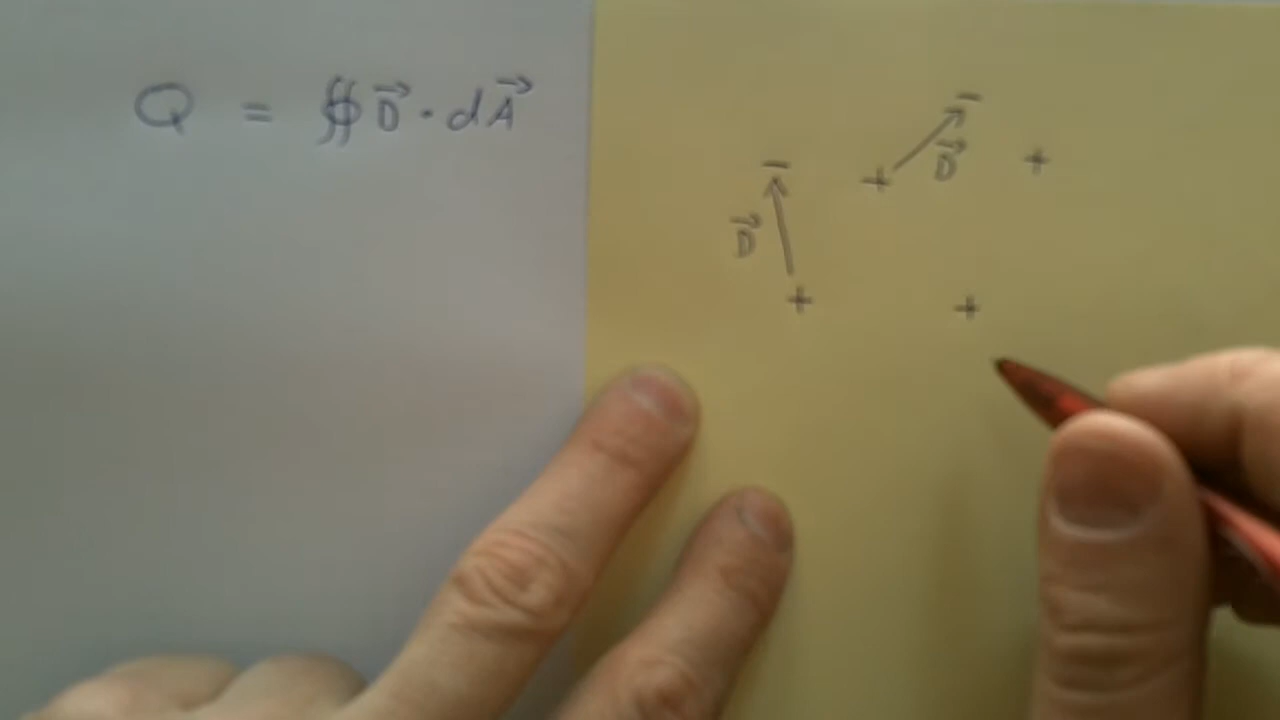 Q = ∯ D⃗ · dA⃗
−
+ D⃗ +
−
D⃗
+ +